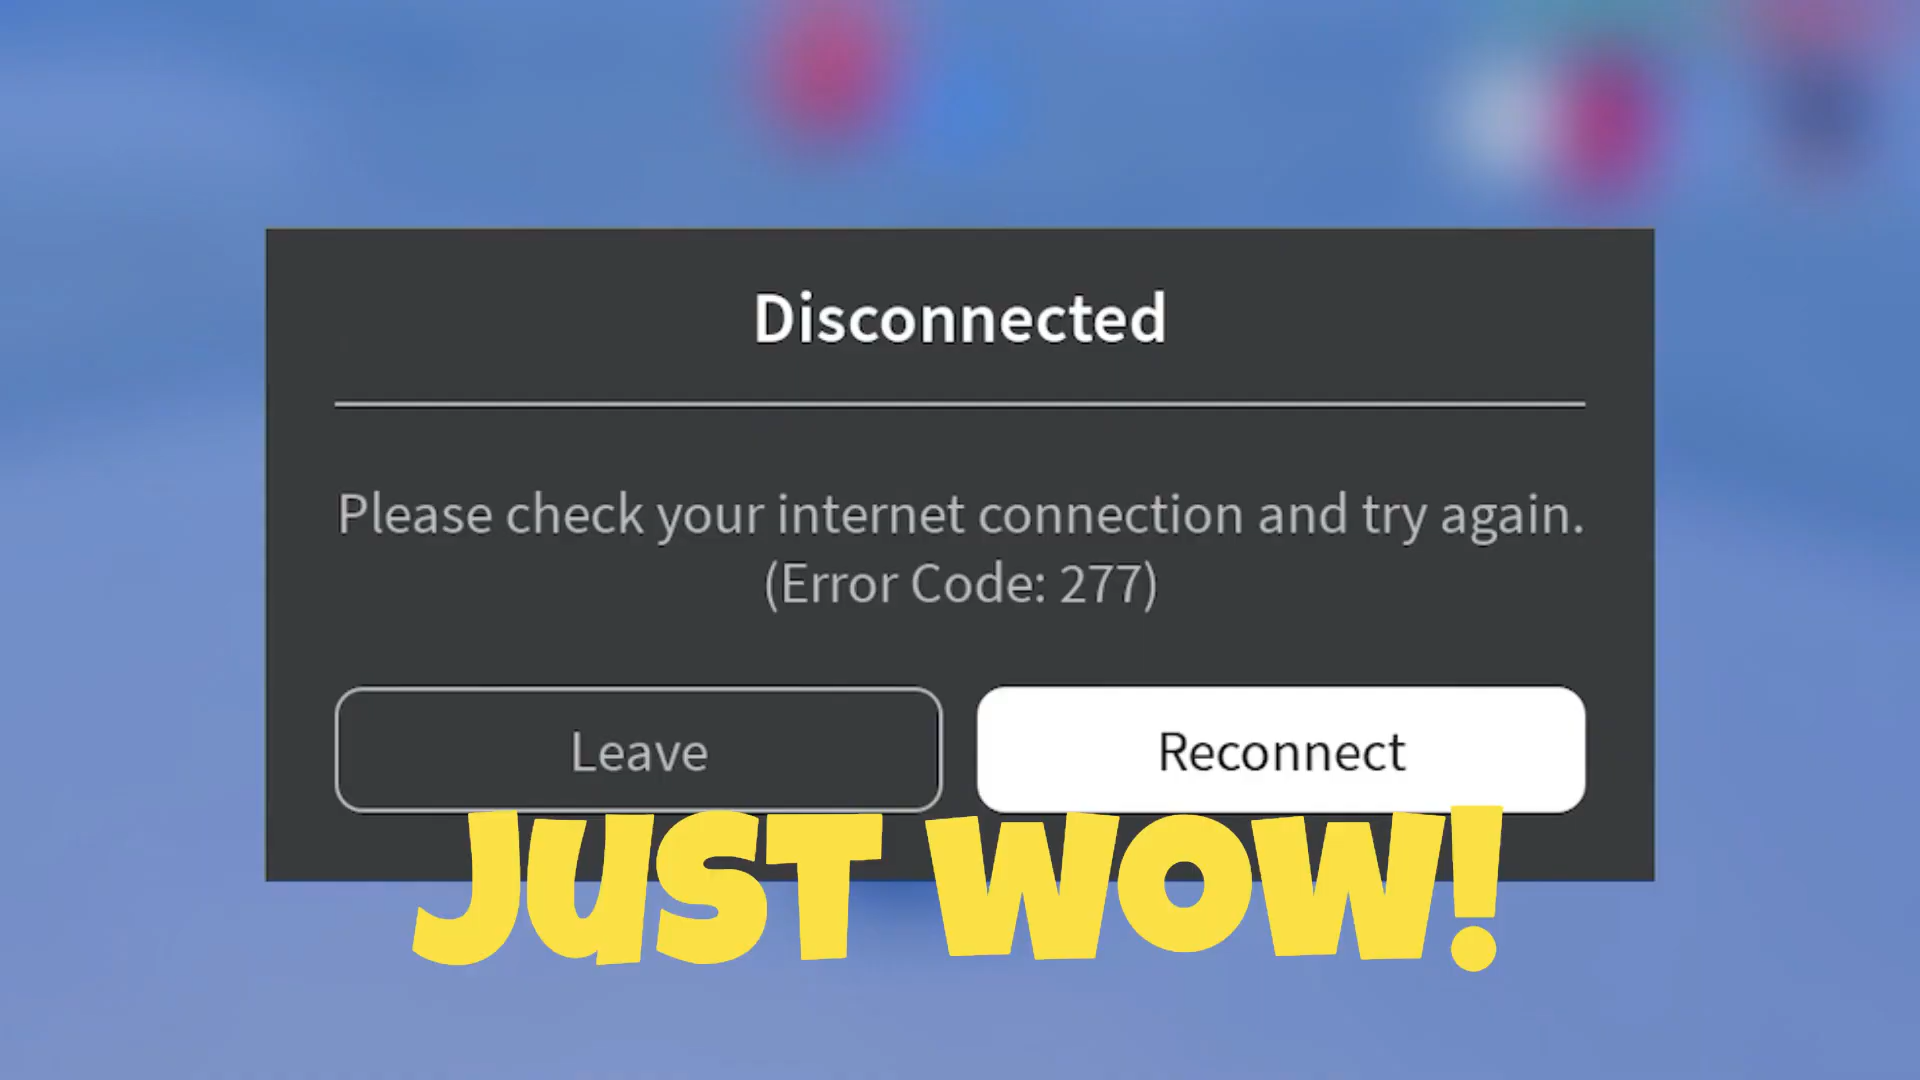 Disconnected
Please check your internet connection and try again.
(Error Code: 277)
Leave
Reconnect
JUST WOW!